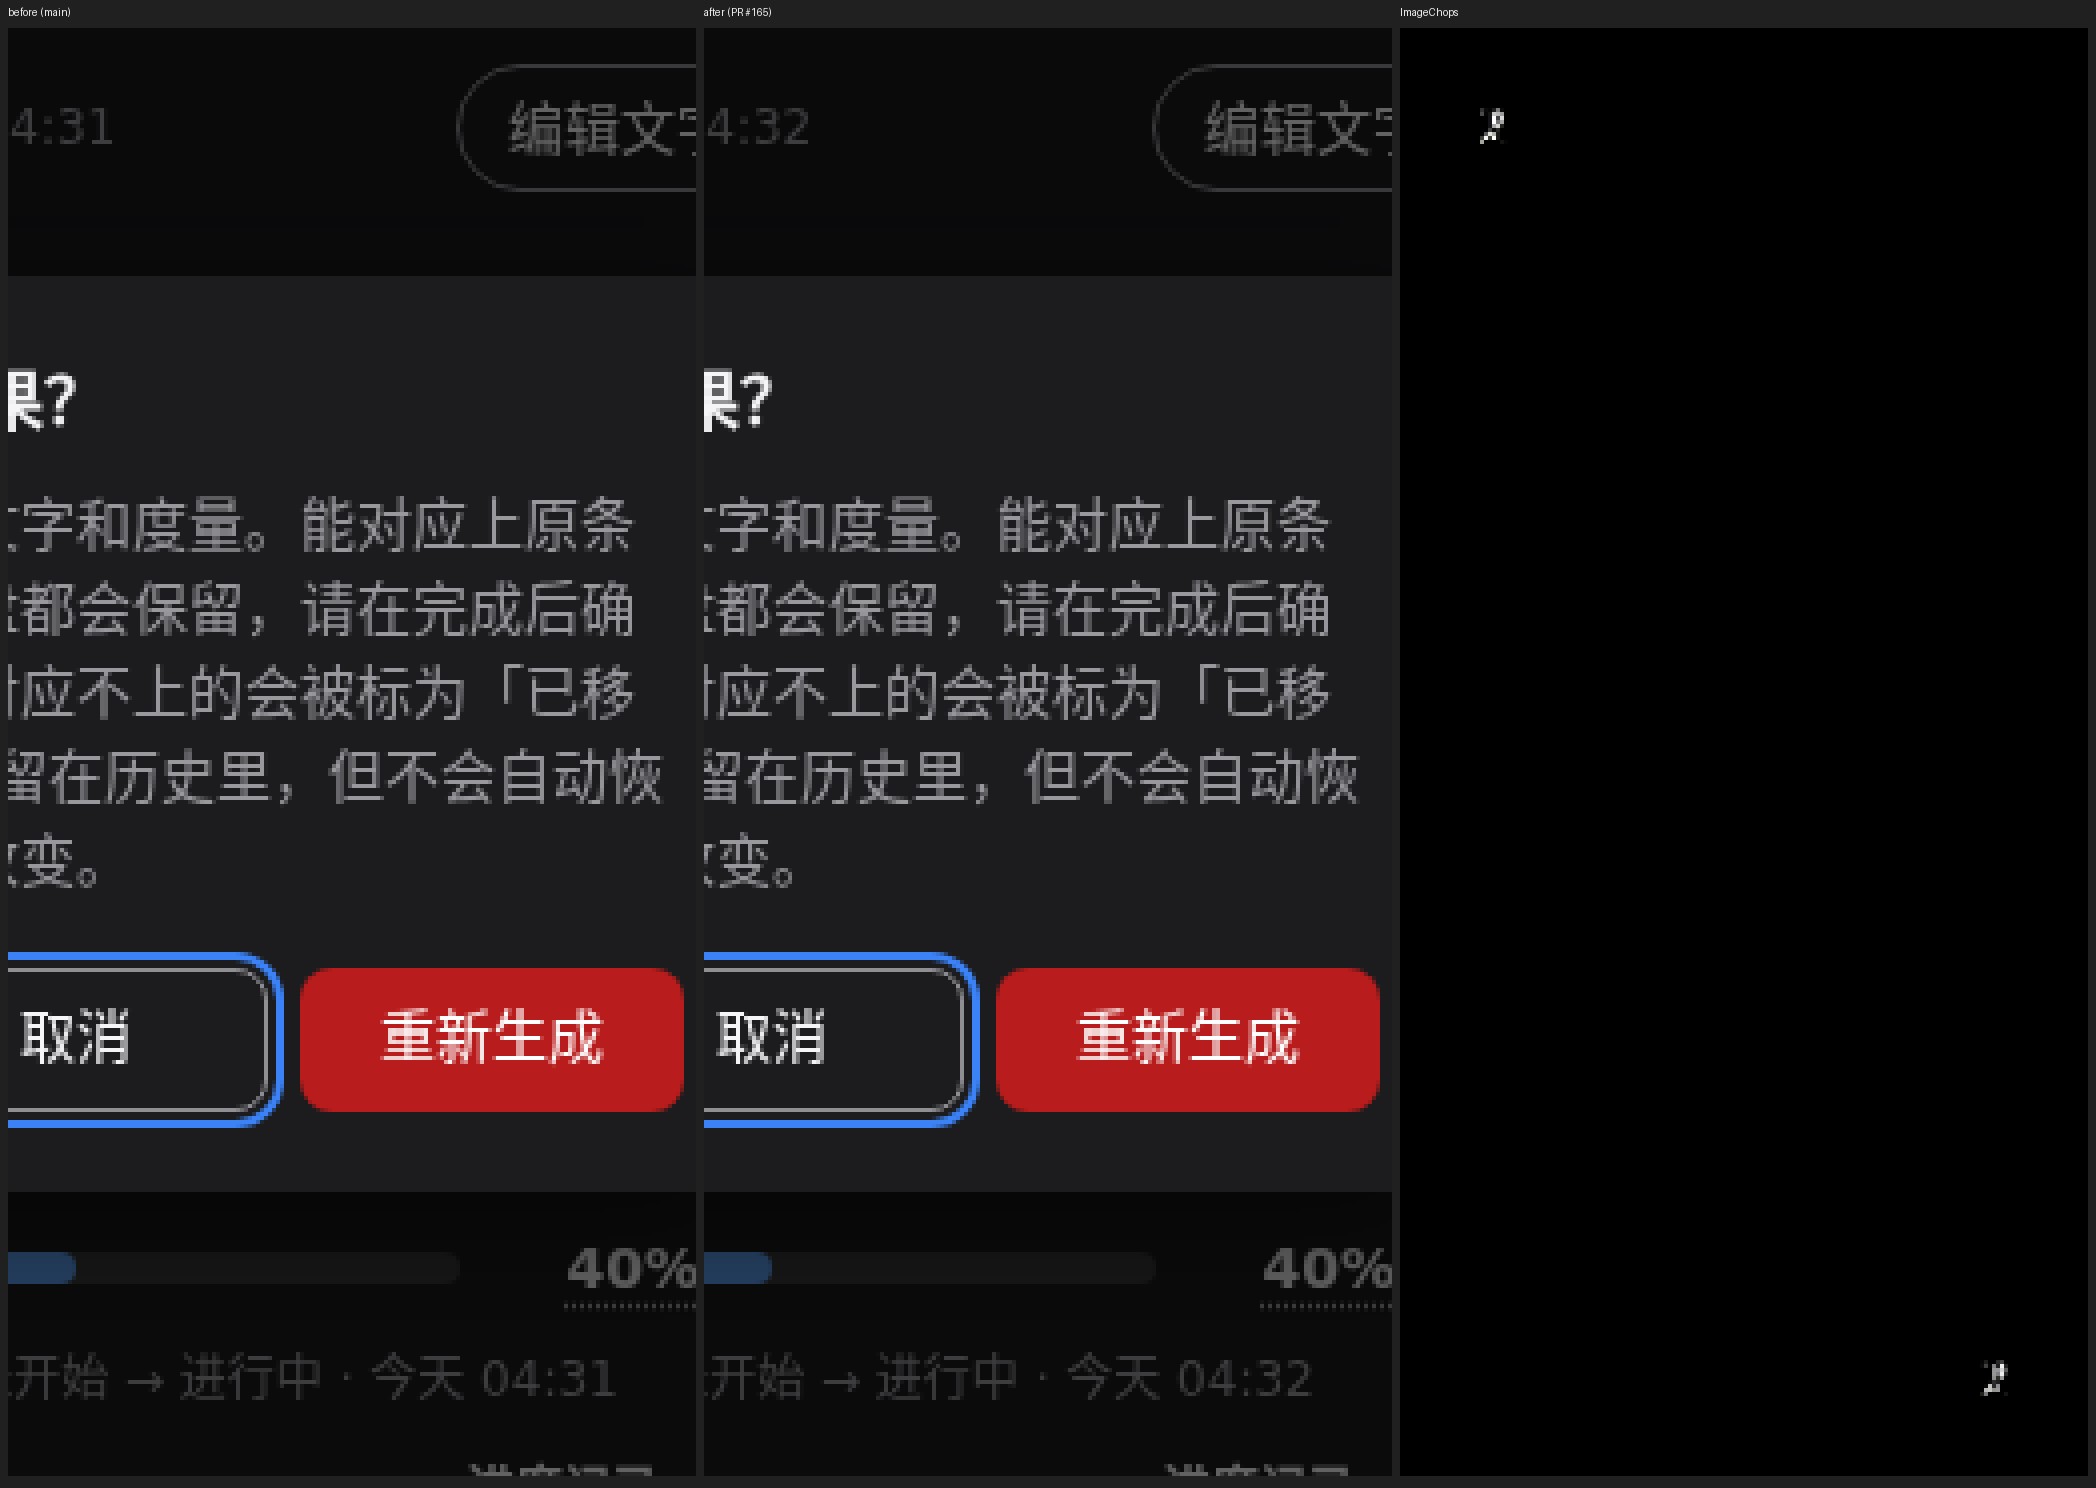 before (main)
4:31
编辑文
果?
字和度量。能对应上原条
都会保留，请在完成后确
应不上的会被标为「已移
留在历史里，但不会自动恢
变。
取消
重新生成
40%
开始 → 进行中 · 今天 04:31
after (PR #165)
4:32
编辑文
果?
字和度量。能对应上原条
都会保留，请在完成后确
应不上的会被标为「已移
留在历史里，但不会自动恢
变。
取消
重新生成
40%
开始 → 进行中 · 今天 04:32
ImageChops